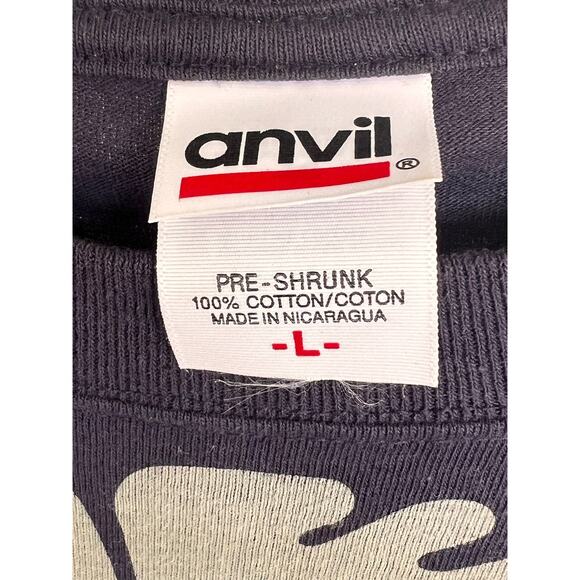 anvil®
PRE-SHRUNK
100% COTTON/COTON
MADE IN NICARAGUA
-L-